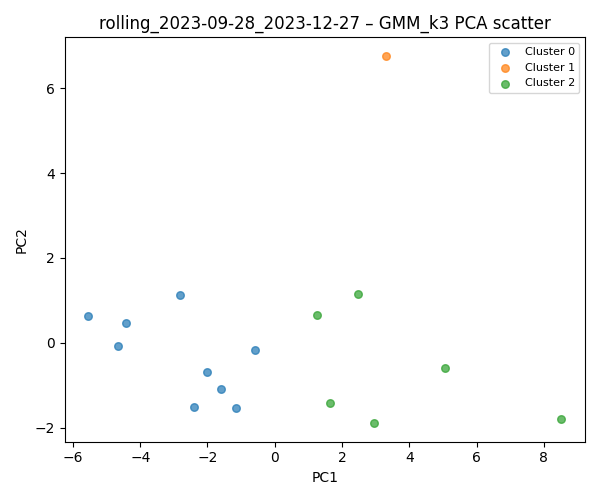 rolling_2023-09-28_2023-12-27 – GMM_k3 PCA scatter
Cluster 0
Cluster 1
Cluster 2
PC2
6
4
2
0
−2
−6
−4
−2
0
2
4
6
8
PC1